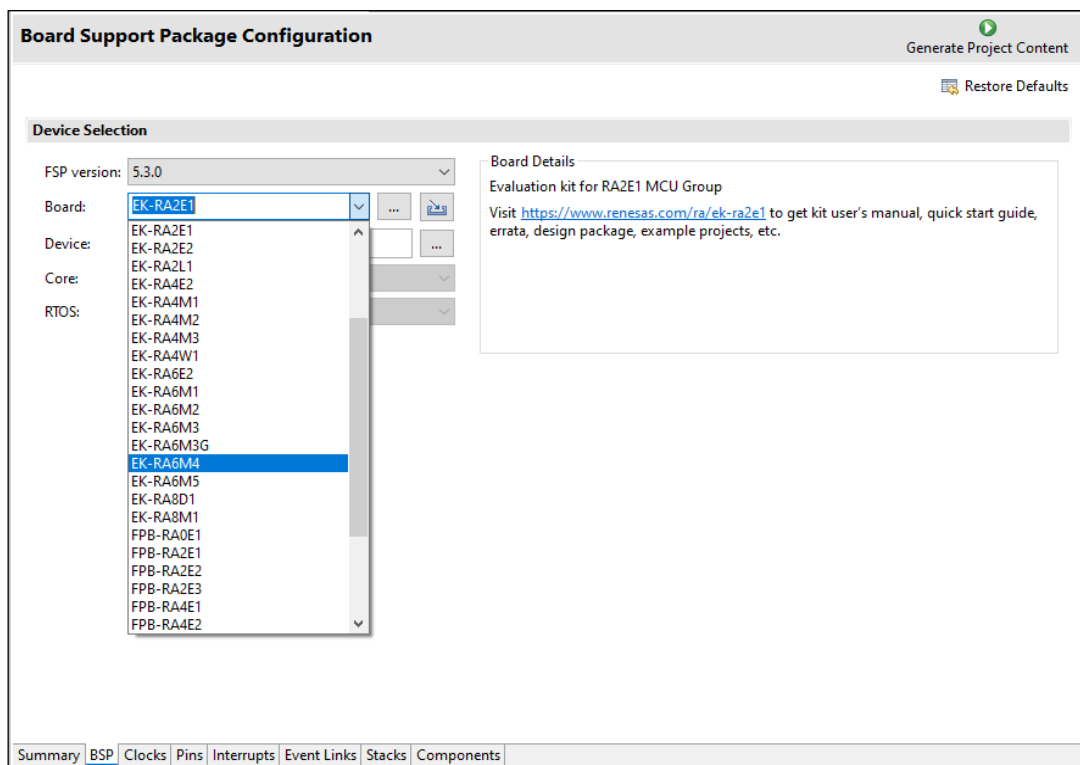 Board Support Package Configuration
Generate Project Content
Restore Defaults
Device Selection
FSP version: 5.3.0
Board: EK-RA2E1 ...
Device: ...
Core:
RTOS:
EK-RA2E1
EK-RA2E2
EK-RA2L1
EK-RA4E2
EK-RA4M1
EK-RA4M2
EK-RA4M3
EK-RA4W1
EK-RA6E2
EK-RA6M1
EK-RA6M2
EK-RA6M3
EK-RA6M3G
EK-RA6M4
EK-RA6M5
EK-RA8D1
EK-RA8M1
FPB-RA0E1
FPB-RA2E1
FPB-RA2E2
FPB-RA2E3
FPB-RA4E1
FPB-RA4E2
Board Details
Evaluation kit for RA2E1 MCU Group
Visit https://www.renesas.com/ra/ek-ra2e1 to get kit user's manual, quick start guide,
errata, design package, example projects, etc.
Summary BSP Clocks Pins Interrupts Event Links Stacks Components